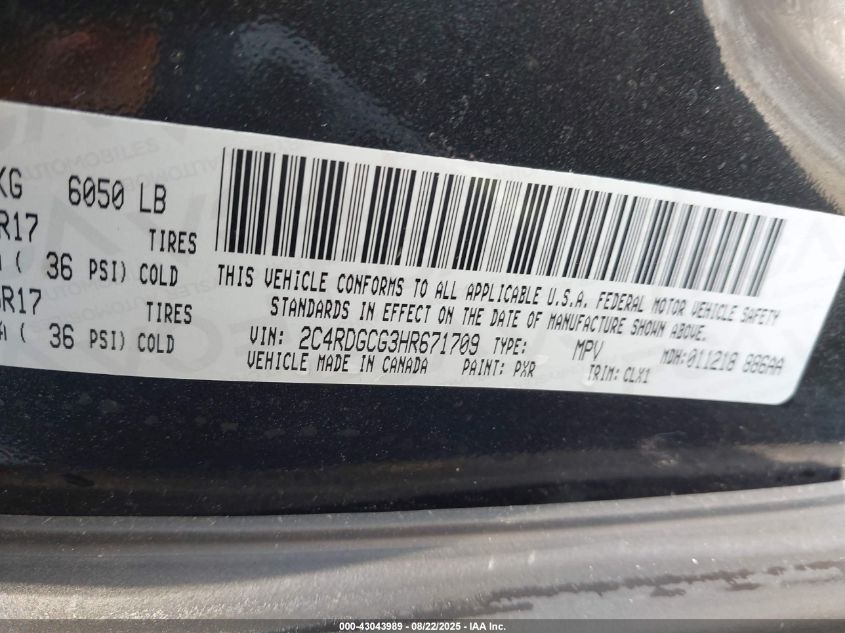 KG 6050 LB
R17 TIRES
( 36 PSI) COLD
R17 TIRES
( 36 PSI) COLD
THIS VEHICLE CONFORMS TO ALL APPLICABLE U.S.A. FEDERAL MOTOR VEHICLE SAFETY
STANDARDS IN EFFECT ON THE DATE OF MANUFACTURE SHOWN ABOVE.
VIN: 2C4RDGCG3HR671709 TYPE: MPV MDH:011218 886AA
VEHICLE MADE IN CANADA PAINT: PXR TRIM: CLX1
000-43043989 - 08/22/2025 - IAA Inc.